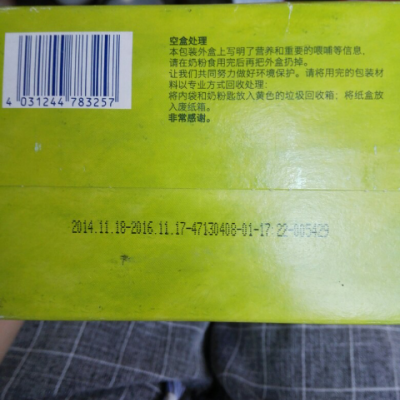 空盒处理
本包装外盒上写明了营养和重要的喂哺等信息,
请在奶粉食用完后再把外盒扔掉。
让我们共同努力做好环境保护。请将用完的包装材
料以专业方式回收处理:
将内袋和奶粉匙放入黄色的垃圾回收箱;将纸盒放
入废纸箱。
非常感谢。
4 031244 783257
2014.11.18-2016.11.17-47130408-01-17:22-005429